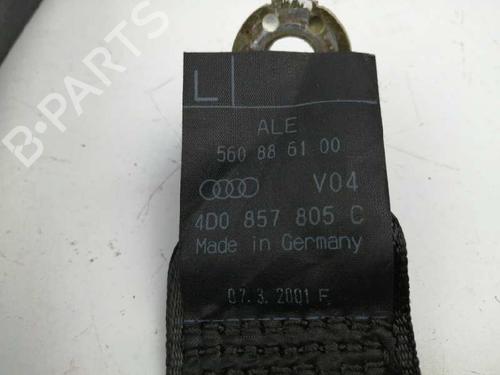 L
ALE
560 88 61 00
V04
4D0 857 805 C
Made in Germany
07.3.2001 F
B-PARTS